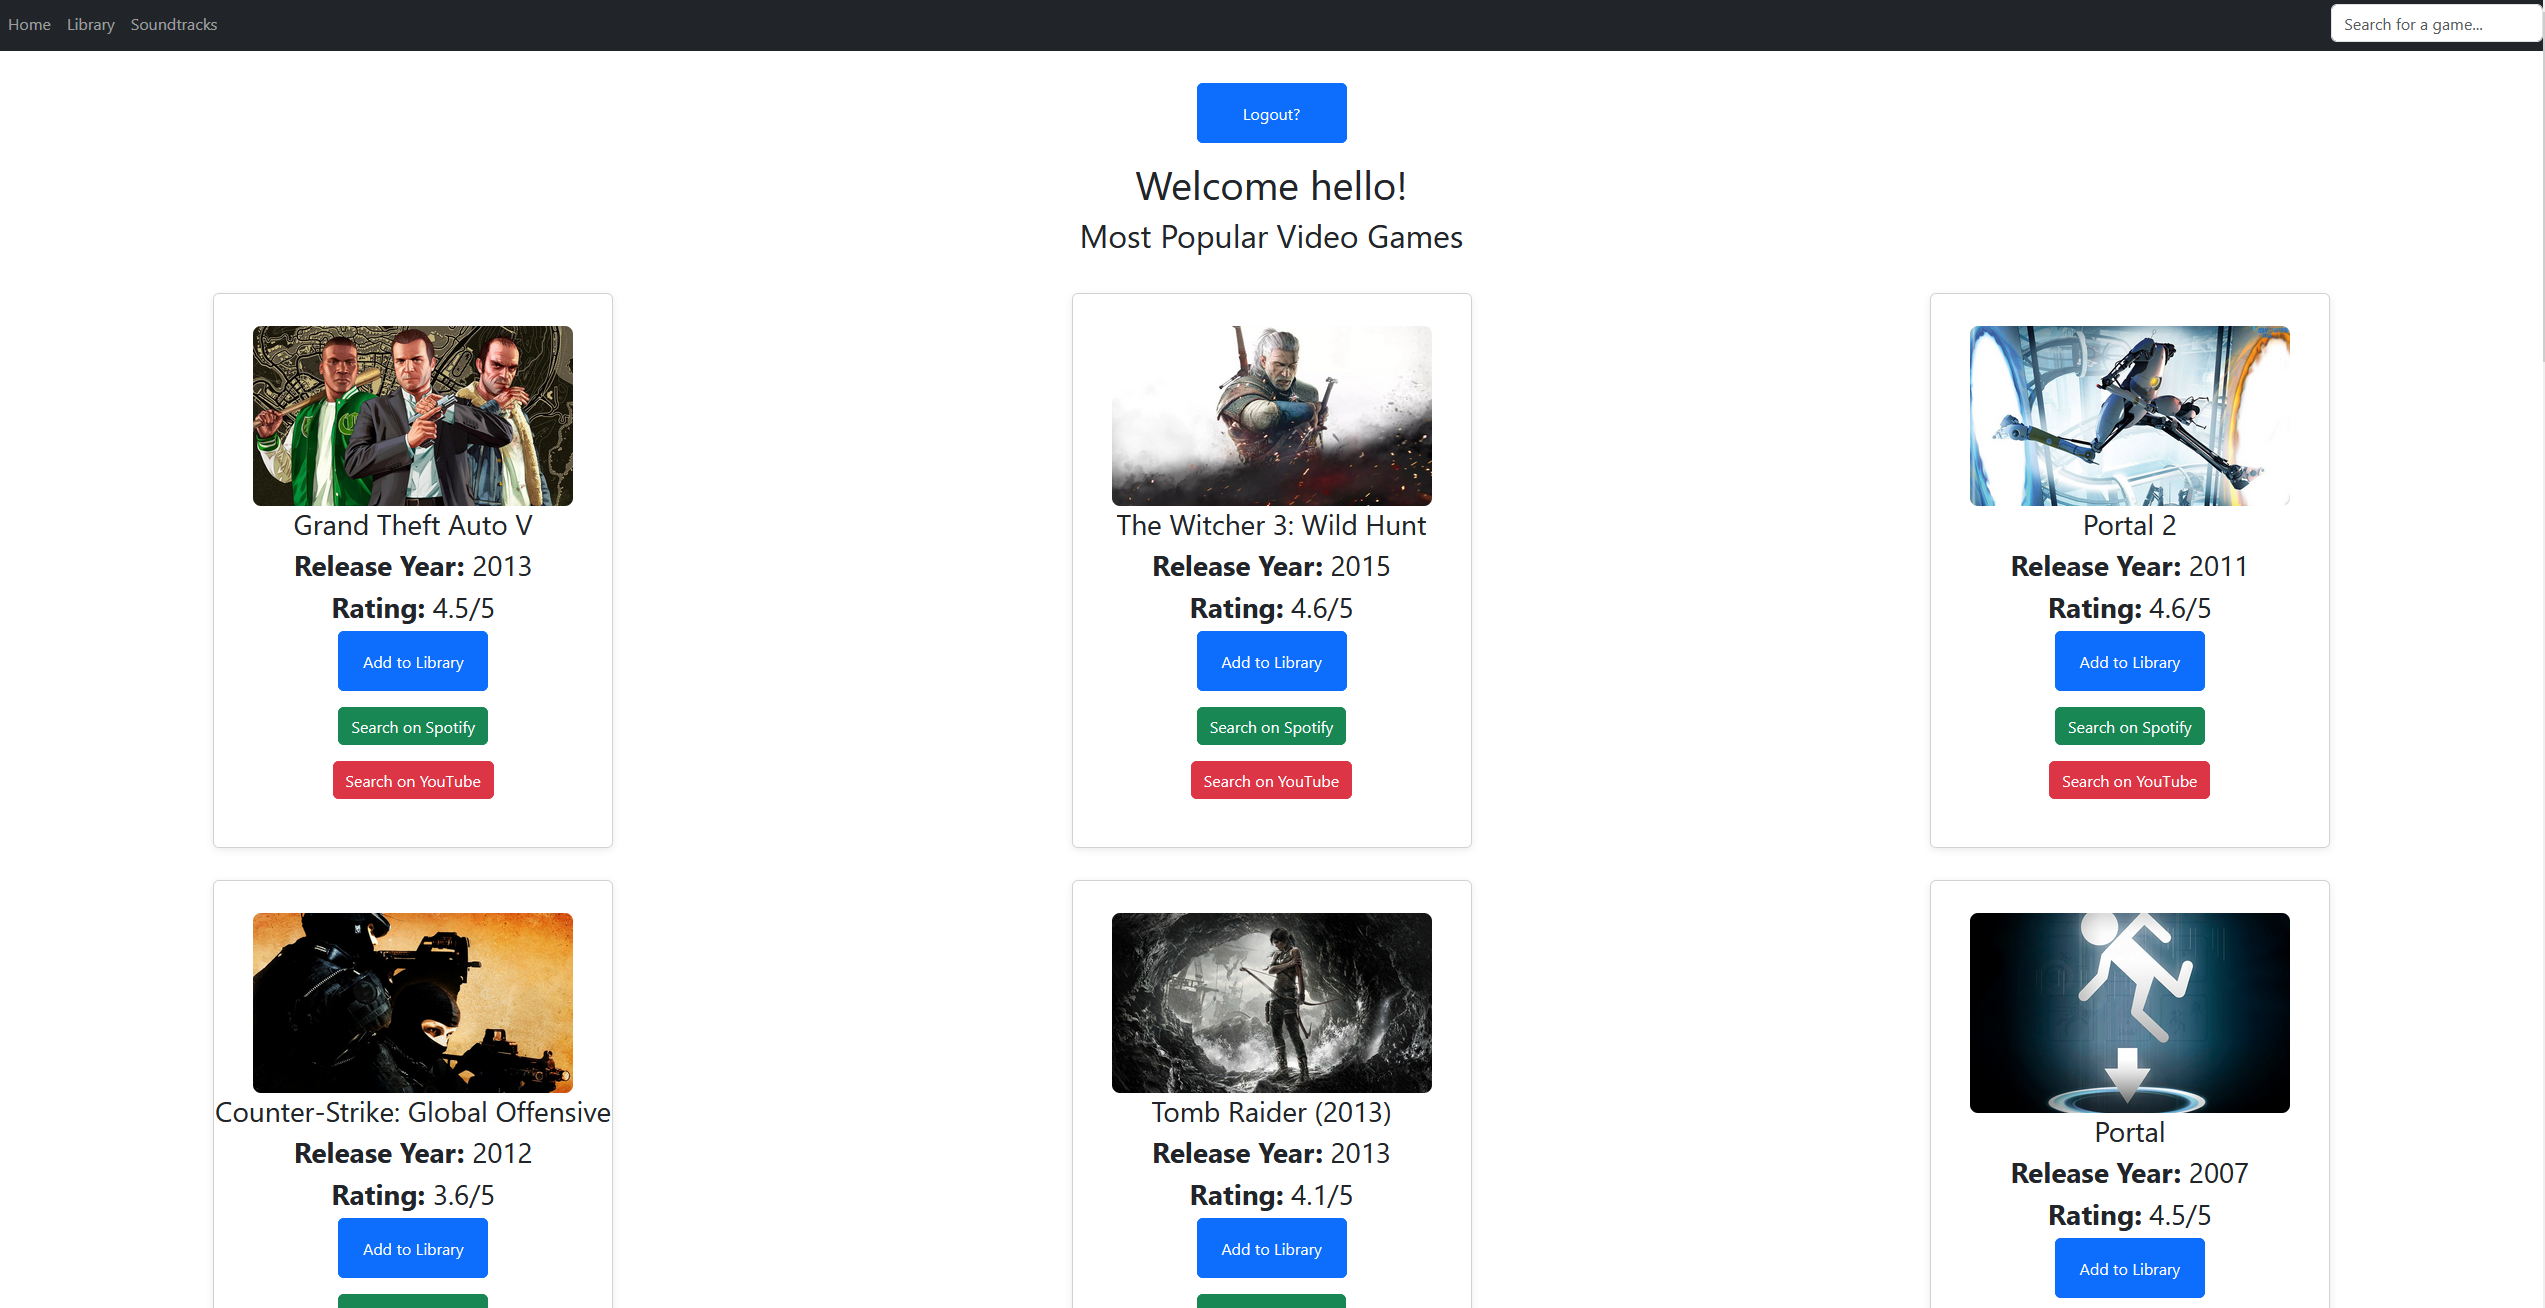 Home Library Soundtracks
Search for a game...
Logout?
Welcome hello!
Most Popular Video Games
Grand Theft Auto V
Release Year: 2013
Rating: 4.5/5
Add to Library
Search on Spotify
Search on YouTube
The Witcher 3: Wild Hunt
Release Year: 2015
Rating: 4.6/5
Add to Library
Search on Spotify
Search on YouTube
Portal 2
Release Year: 2011
Rating: 4.6/5
Add to Library
Search on Spotify
Search on YouTube
Counter-Strike: Global Offensive
Release Year: 2012
Rating: 3.6/5
Add to Library
Tomb Raider (2013)
Release Year: 2013
Rating: 4.1/5
Add to Library
Portal
Release Year: 2007
Rating: 4.5/5
Add to Library